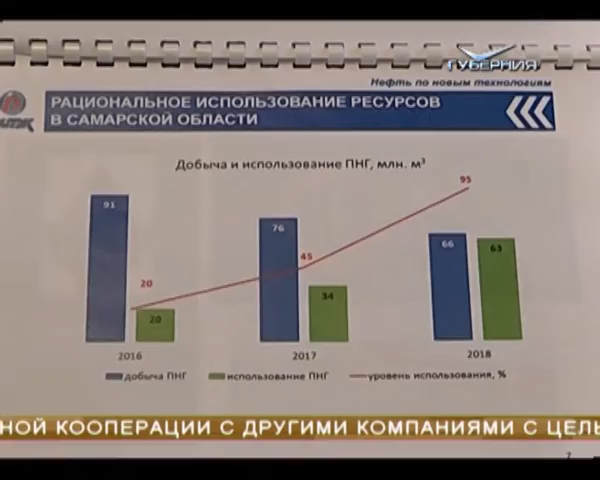 ГУБЕРНИЯ
Нефть по новым технологиям
РАЦИОНАЛЬНОЕ ИСПОЛЬЗОВАНИЕ РЕСУРСОВ
В САМАРСКОЙ ОБЛАСТИ
Добыча и использование ПНГ, млн. м³
95
91
76
66
63
45
20
34
20
2016
2017
2018
добыча ПНГ
использование ПНГ
уровень использования, %
НОЙ КООПЕРАЦИИ С ДРУГИМИ КОМПАНИЯМИ С ЦЕЛЬ
7